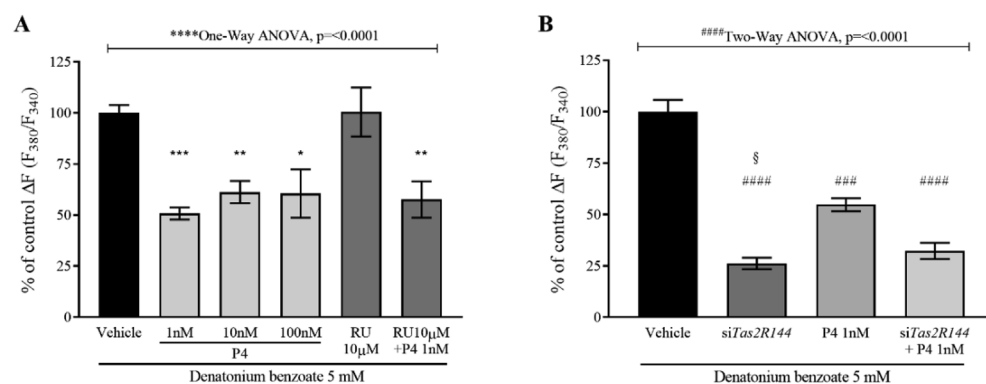 A
****One-Way ANOVA, p=<0.0001
% of control ΔF (F380/F340)
125
100
75
50
25
0
***
**
*
**
Vehicle
1nM
10nM
100nM
RU
10μM
RU10μM
+P4 1nM
P4
Denatonium benzoate 5 mM
B
####Two-Way ANOVA, p=<0.0001
% of control ΔF (F380/F340)
125
100
75
50
25
0
§
####
###
####
Vehicle
siTas2R144
P4 1nM
siTas2R144
+ P4 1nM
Denatonium benzoate 5 mM